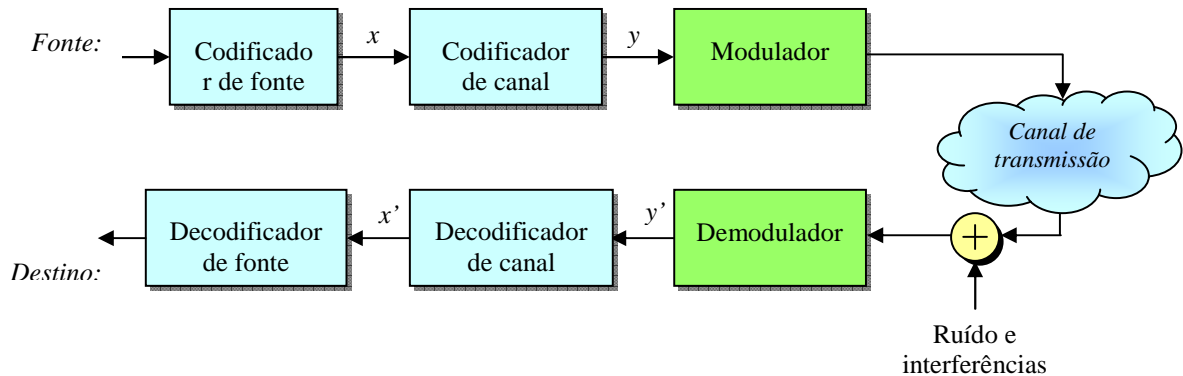 Fonte:
Codificado
r de fonte
x
Codificador
de canal
y
Modulador
Canal de
transmissão
Destino:
Decodificador
de fonte
x’
Decodificador
de canal
y’
Demodulador
+
Ruído e
interferências